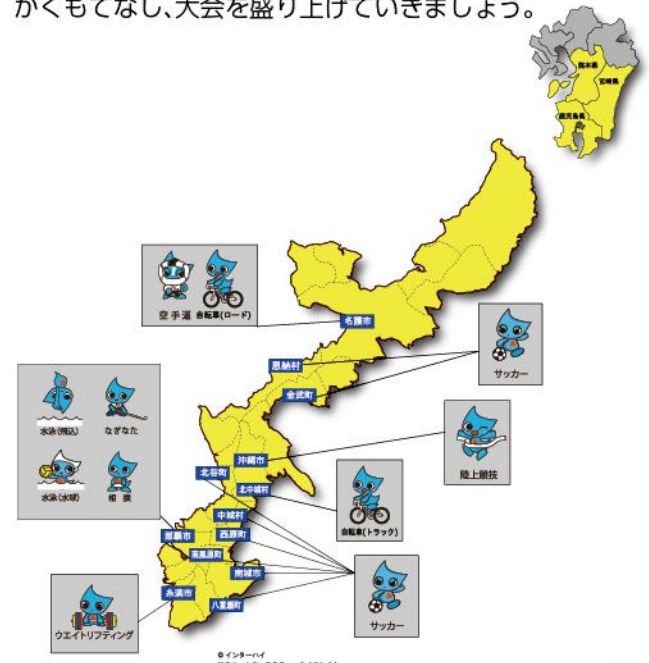 かくもてなし、大会を盛り上げていきましょう。
熊本県
宮崎県
鹿児島県
空手道 自転車(ロード)
名護市
恩納村
サッカー
金武町
水泳(飛込) なぎなた
沖縄市
陸上競技
北谷町
北中城村
水泳(水球) 相撲
中城村
自転車(トラック)
那覇市
西原町
南風原町
南城市
糸満市
八重瀬町
サッカー
ウエイトリフティング
©インターハイ